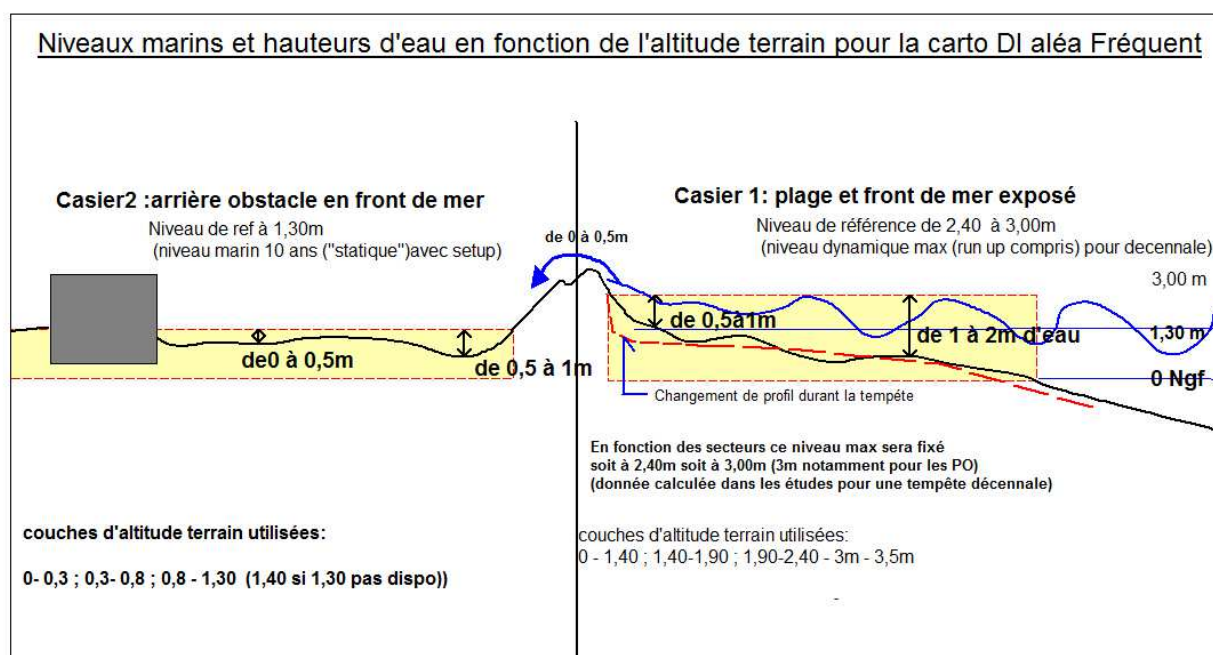 Niveaux marins et hauteurs d'eau en fonction de l'altitude terrain pour la carto DI aléa Fréquent
Casier2 :arrière obstacle en front de mer
Niveau de ref à 1,30m
(niveau marin 10 ans ("statique")avec setup)
de 0 à 0,5m
Casier 1: plage et front de mer exposé
Niveau de référence de 2,40 à 3,00m
(niveau dynamique max (run up compris) pour decennale)
3,00 m
de0 à 0,5m
de 0,5 à 1m
de 0,5à1m
de 1 à 2m d'eau
1,30 m
0 Ngf
Changement de profil durant la tempéte
En fonction des secteurs ce niveau max sera fixé
soit à 2,40m soit à 3,00m (3m notamment pour les PO)
(donnée calculée dans les études pour une tempête décennale)
couches d'altitude terrain utilisées:
0- 0,3 ; 0,3- 0,8 ; 0,8 - 1,30 (1,40 si 1,30 pas dispo))
couches d'altitude terrain utilisées:
0 - 1,40 ; 1,40-1,90 ; 1,90-2,40 - 3m - 3,5m
-